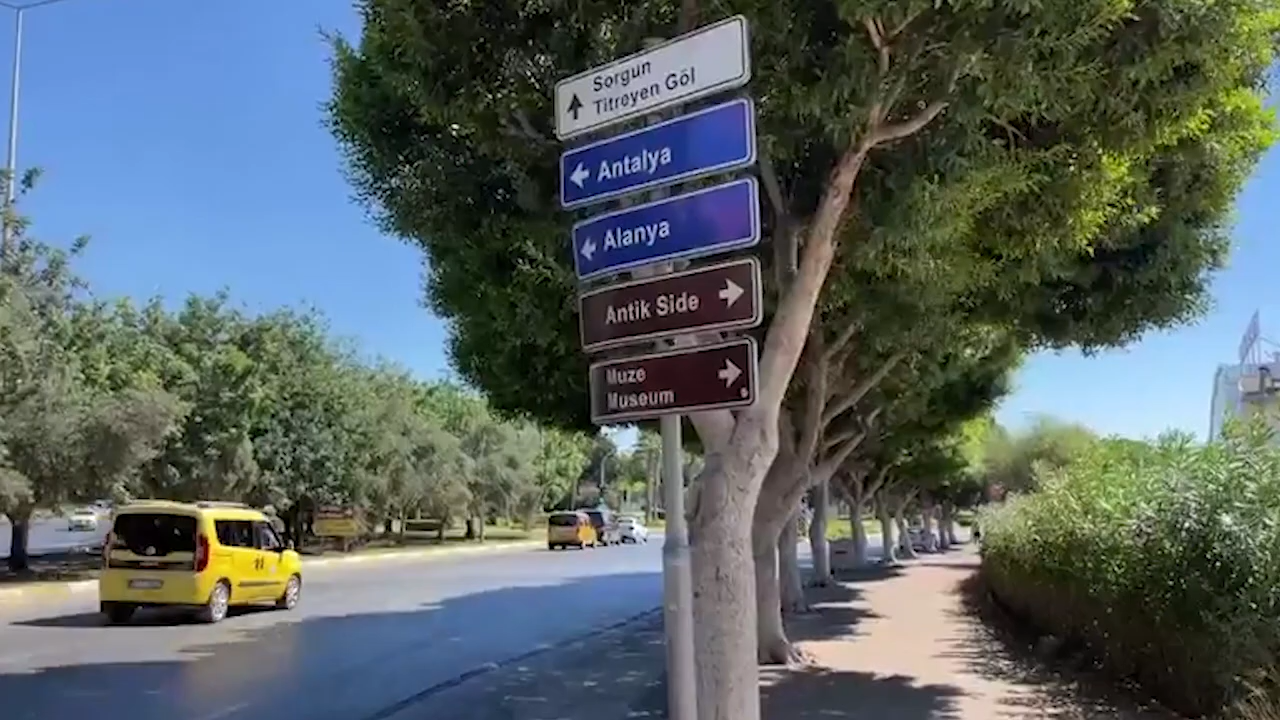 Sorgun
Titreyen Göl
Antalya
Alanya
Antik Side
Muze
Museum